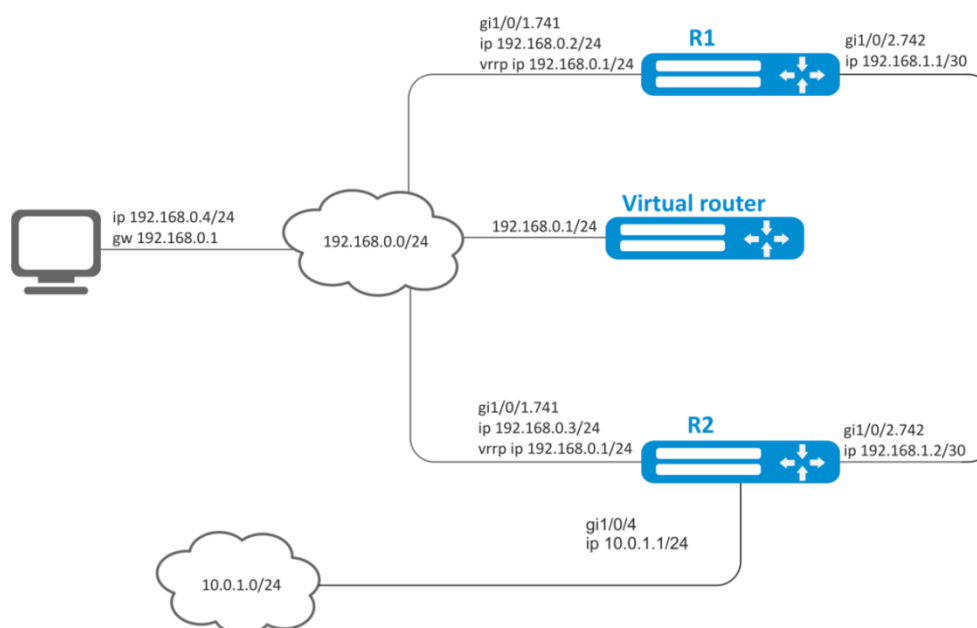 gi1/0/1.741
ip 192.168.0.2/24
vrrp ip 192.168.0.1/24
R1
gi1/0/2.742
ip 192.168.1.1/30
ip 192.168.0.4/24
gw 192.168.0.1
192.168.0.0/24
192.168.0.1/24
Virtual router
gi1/0/1.741
ip 192.168.0.3/24
vrrp ip 192.168.0.1/24
R2
gi1/0/2.742
ip 192.168.1.2/30
gi1/0/4
ip 10.0.1.1/24
10.0.1.0/24